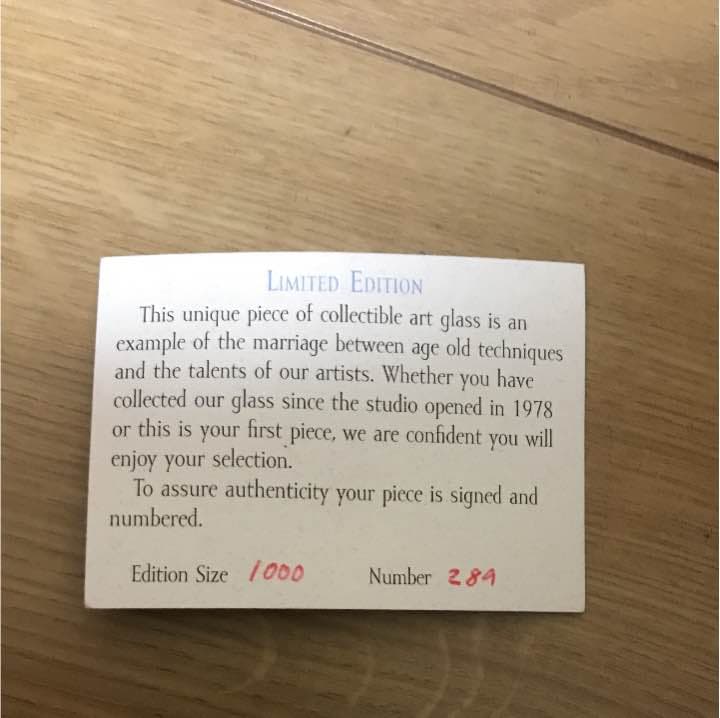 LIMITED EDITION
This unique piece of collectible art glass is an
example of the marriage between age old techniques
and the talents of our artists. Whether you have
collected our glass since the studio opened in 1978
or this is your first piece, we are confident you will
enjoy your selection.
To assure authenticity your piece is signed and
numbered.
Edition Size 1000 Number 289